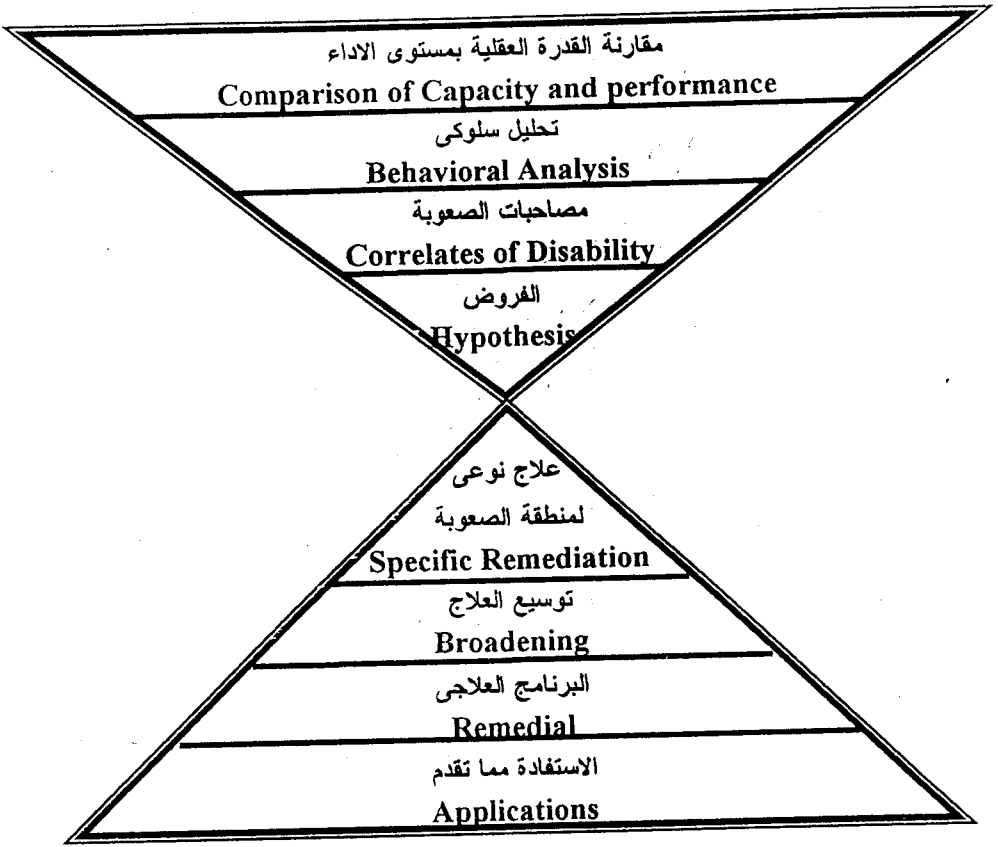 مقارنة القدرة العقلية بمستوى الاداء
Comparison of Capacity and performance
تحليل سلوكى
Behavioral Analysis
مصاحبات الصعوبة
Correlates of Disability
الفروض
Hypothesis
علاج نوعى
لمنطقة الصعوبة
Specific Remediation
توسيع العلاج
Broadening
البرنامج العلاجى
Remedial
الاستفادة مما تقدم
Applications